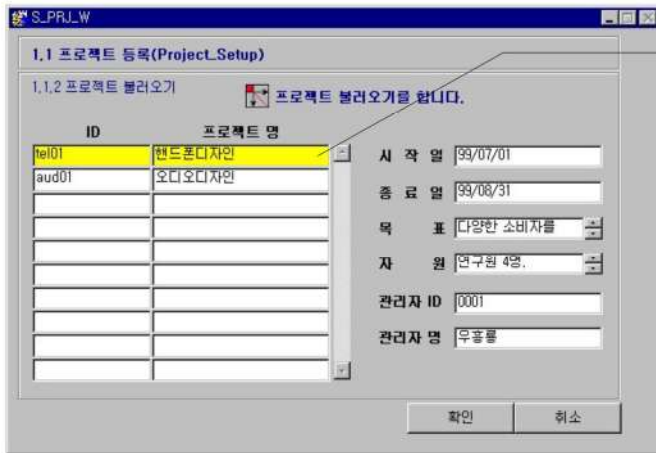 S_PRJ_W
1.1 프로젝트 등록(Project_Setup)
1.1.2 프로젝트 불러오기
프로젝트 불러오기를 합니다.
ID 프로젝트 명
tel01 핸드폰디자인
aud01 오디오디자인
시 작 일 99/07/01
종 료 일 99/08/31
목 표 다양한 소비자를
자 원 연구원 4명.
관리자 ID 0001
관리자 명 우흥룡
확인 취소